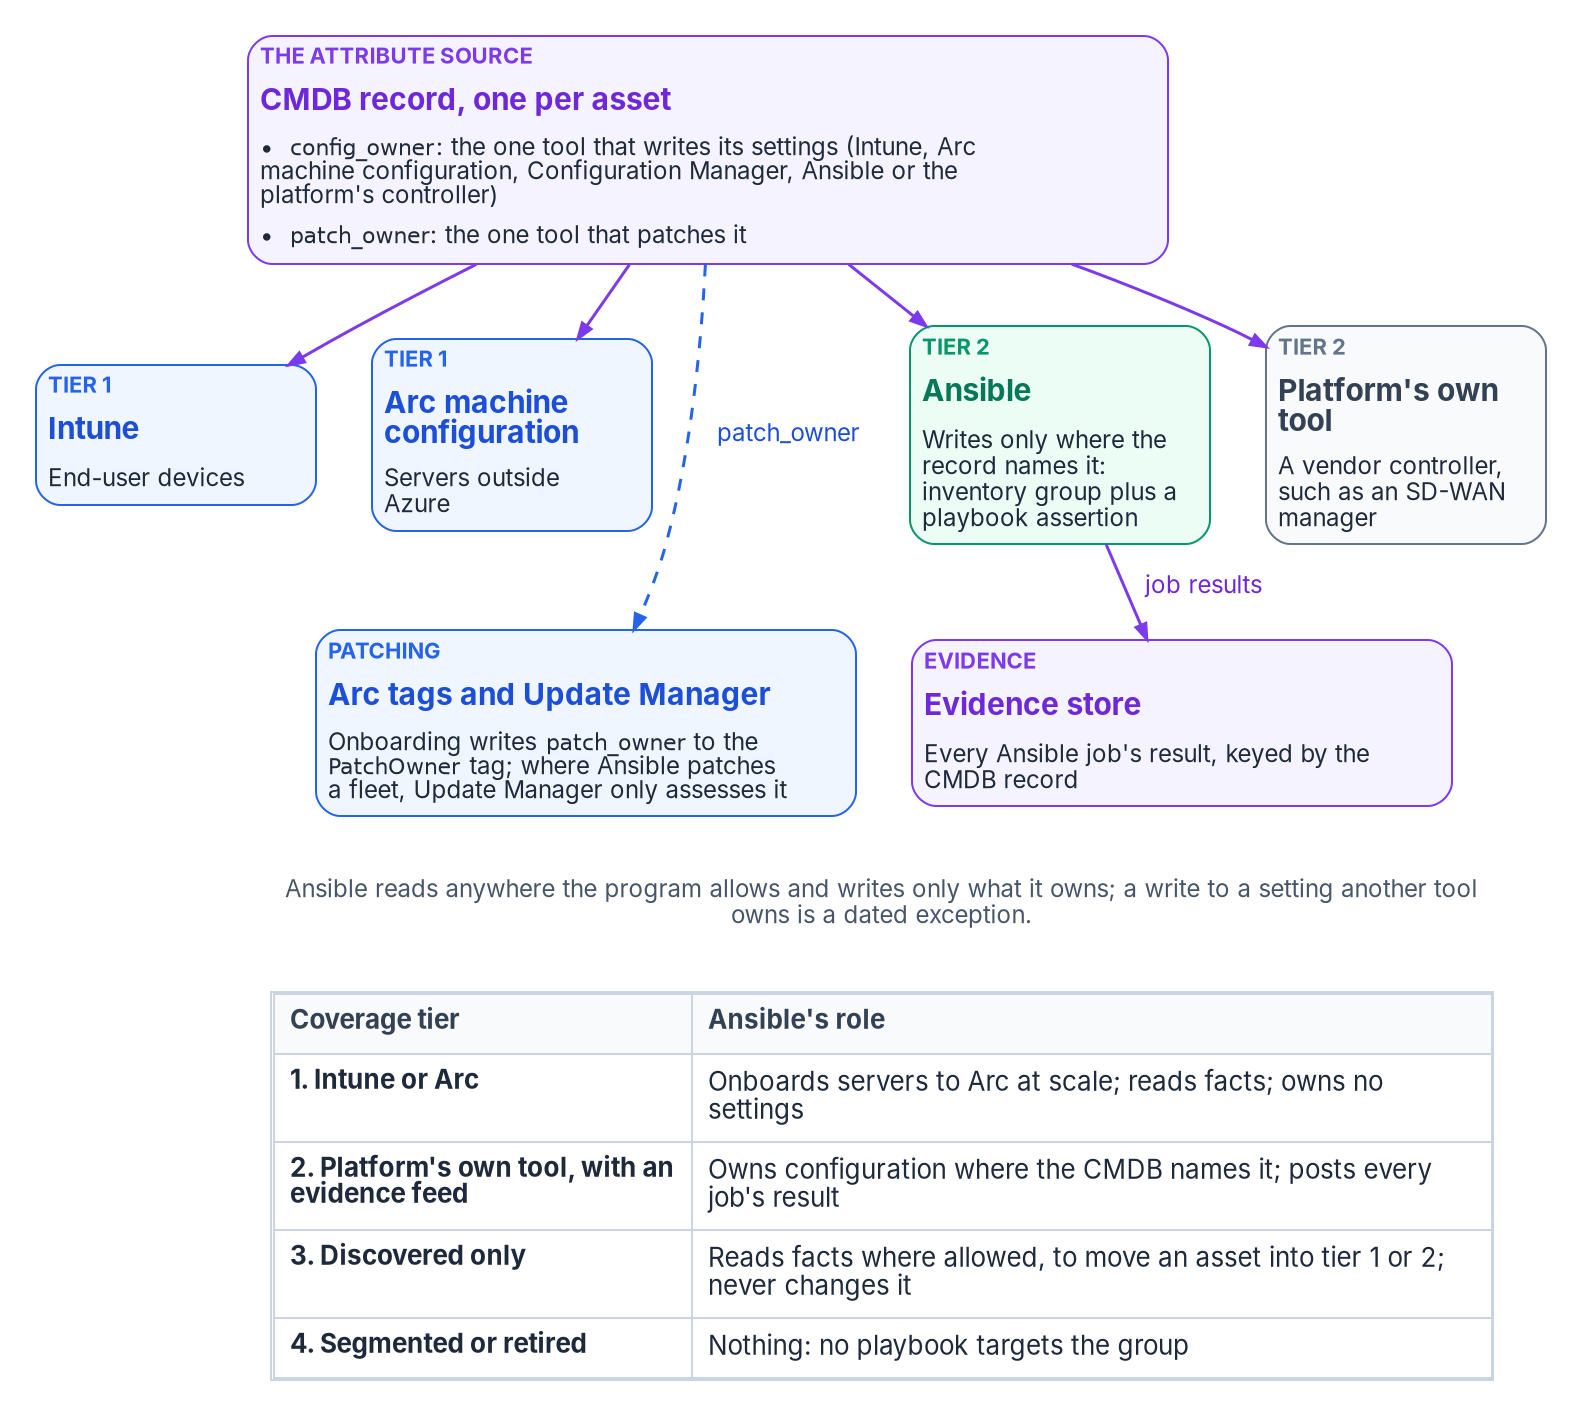 THE ATTRIBUTE SOURCE
CMDB record, one per asset
• config_owner: the one tool that writes its settings (Intune, Arc
machine configuration, Configuration Manager, Ansible or the
platform's controller)
• patch_owner: the one tool that patches it
TIER 1
Intune
End-user devices
TIER 1
Arc machine
configuration
Servers outside
Azure
patch_owner
TIER 2
Ansible
Writes only where the
record names it:
inventory group plus a
playbook assertion
TIER 2
Platform's own
tool
A vendor controller,
such as an SD-WAN
manager
job results
PATCHING
Arc tags and Update Manager
Onboarding writes patch_owner to the
PatchOwner tag; where Ansible patches
a fleet, Update Manager only assesses it
EVIDENCE
Evidence store
Every Ansible job's result, keyed by the
CMDB record
Ansible reads anywhere the program allows and writes only what it owns; a write to a setting another tool
owns is a dated exception.
Coverage tier
Ansible's role
1. Intune or Arc
Onboards servers to Arc at scale; reads facts; owns no
settings
2. Platform's own tool, with an
evidence feed
Owns configuration where the CMDB names it; posts every
job's result
3. Discovered only
Reads facts where allowed, to move an asset into tier 1 or 2;
never changes it
4. Segmented or retired
Nothing: no playbook targets the group